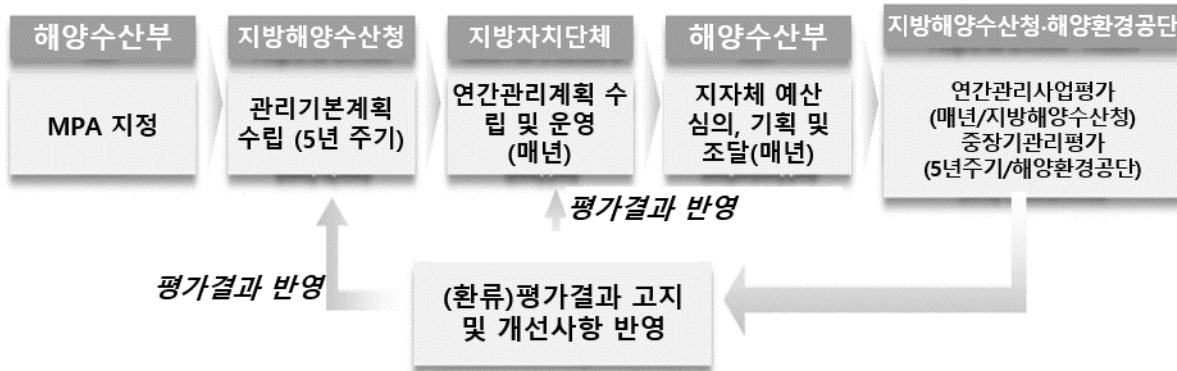 해양수산부
MPA 지정
지방해양수산청
관리기본계획
수립 (5년 주기)
지방자치단체
연간관리계획 수
립 및 운영
(매년)
해양수산부
지자체 예산
심의, 기획 및
조달(매년)
지방해양수산청·해양환경공단
연간관리사업평가
(매년/지방해양수산청)
중장기관리평가
(5년주기/해양환경공단)
평가결과 반영
평가결과 반영
(환류)평가결과 고지
및 개선사항 반영